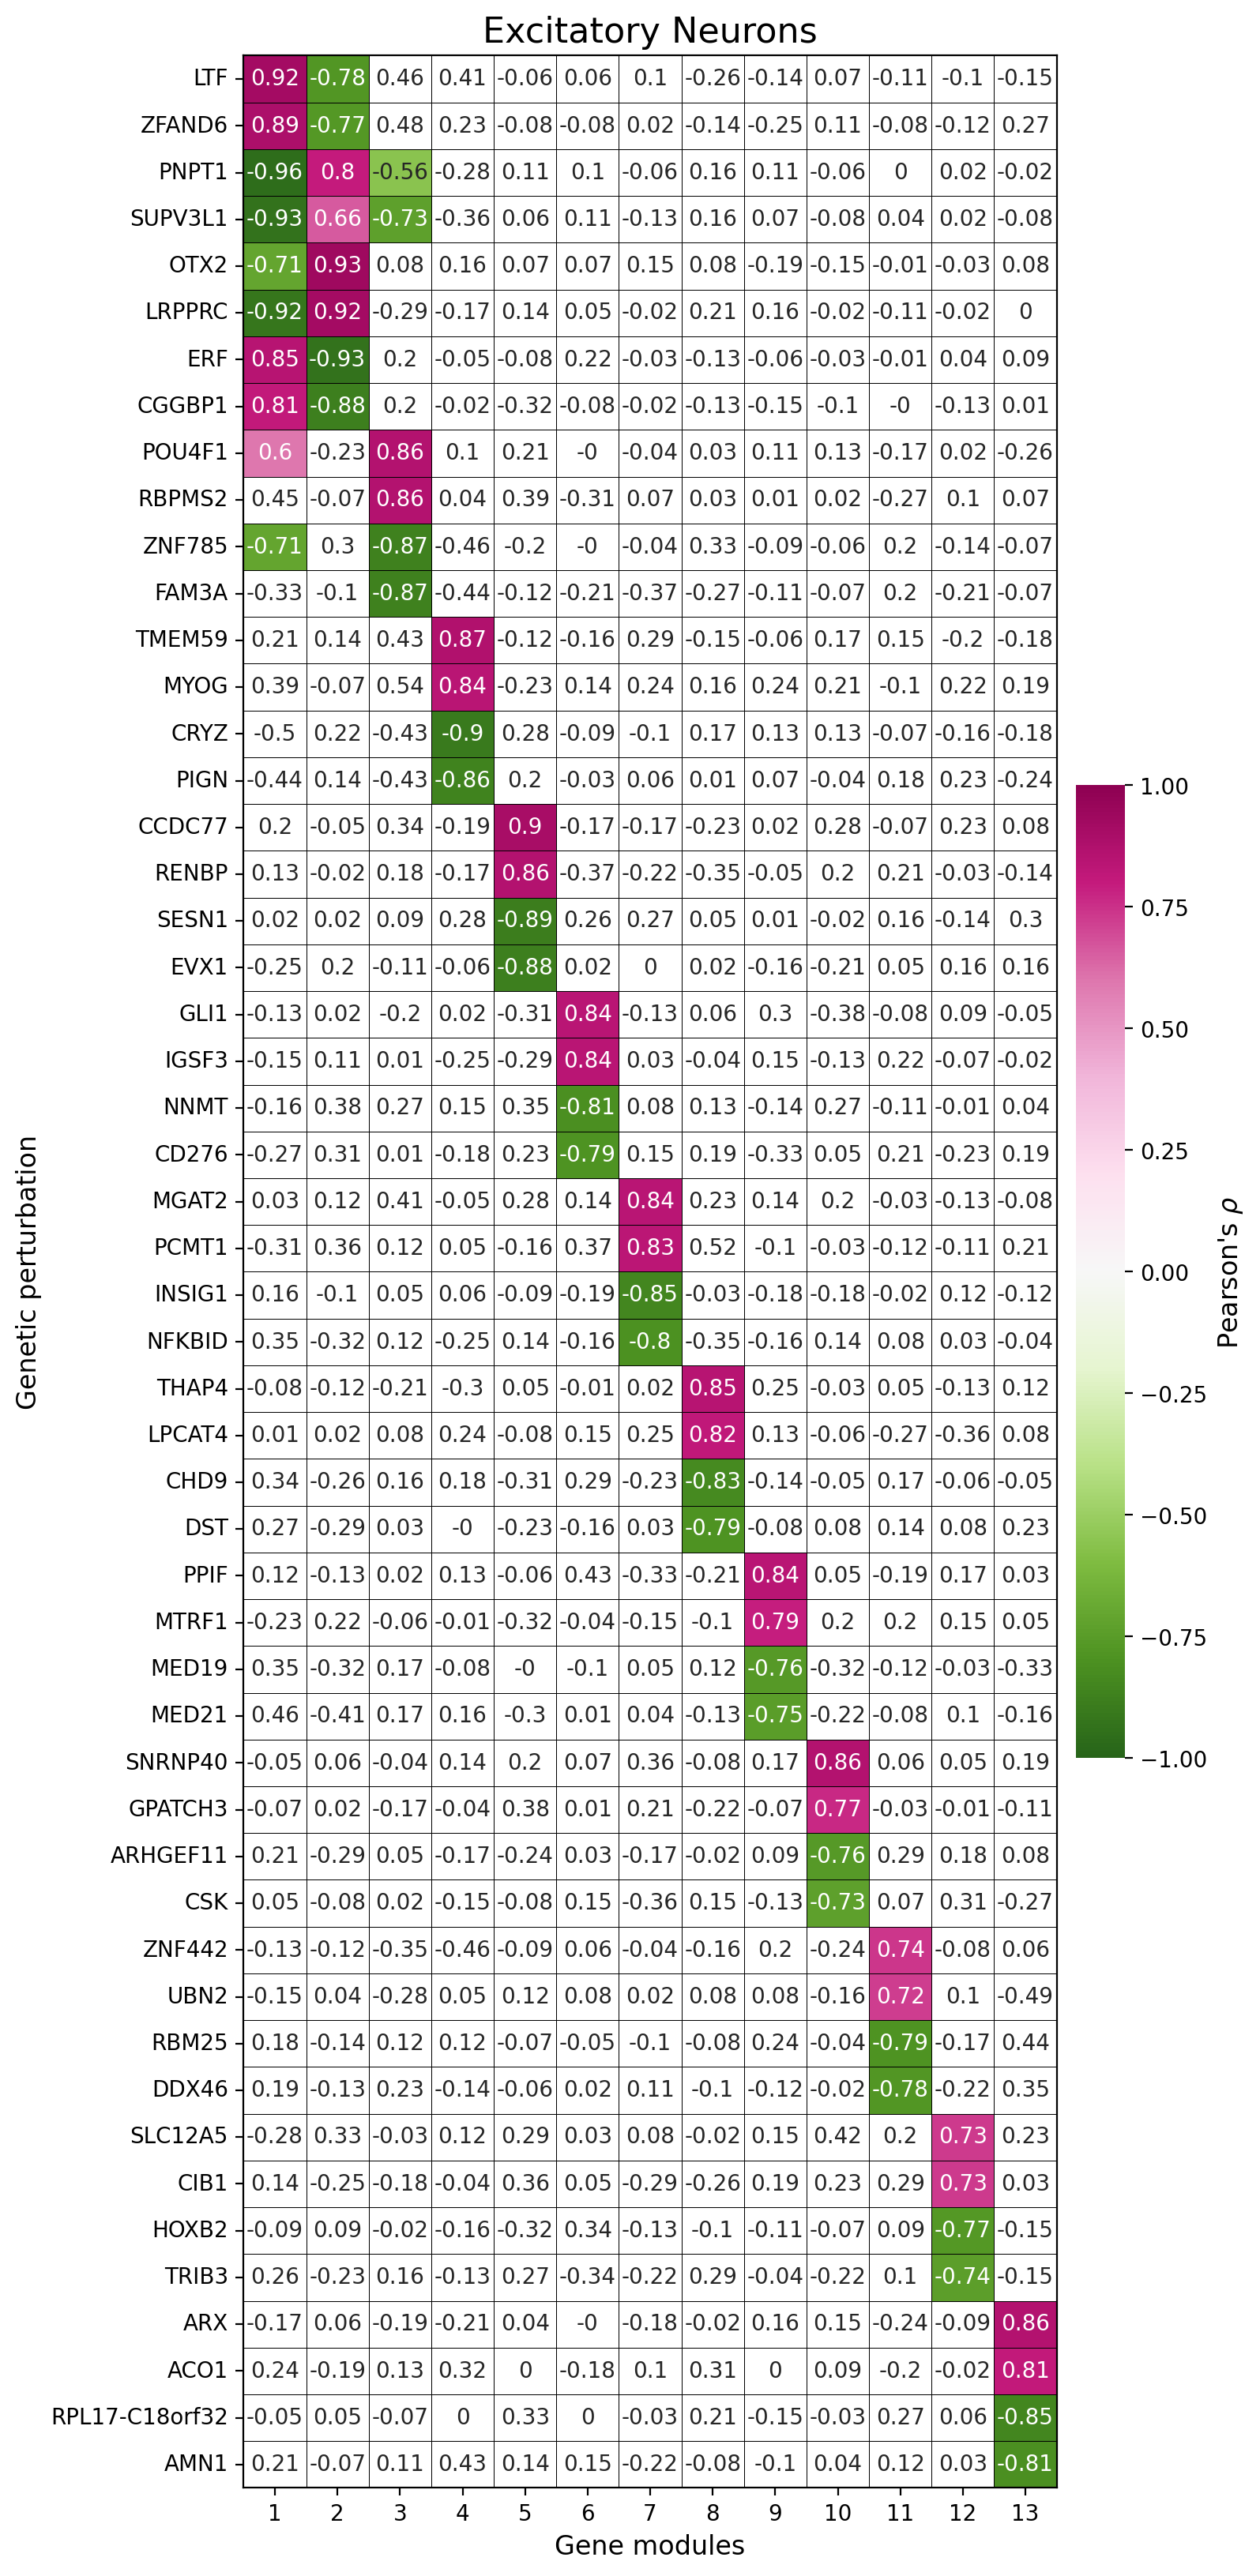 Excitatory Neurons
LTF 0.92 -0.78 0.46 0.41 -0.06 0.06 0.1 -0.26 -0.14 0.07 -0.11 -0.1 -0.15
ZFAND6 0.89 -0.77 0.48 0.23 -0.08 -0.08 0.02 -0.14 -0.25 0.11 -0.08 -0.12 0.27
PNPT1 -0.96 0.8 -0.56 -0.28 0.11 0.1 -0.06 0.16 0.11 -0.06 0 0.02 -0.02
SUPV3L1 -0.93 0.66 -0.73 -0.36 0.06 0.11 -0.13 0.16 0.07 -0.08 0.04 0.02 -0.08
OTX2 -0.71 0.93 0.08 0.16 0.07 0.07 0.15 0.08 -0.19 -0.15 -0.01 -0.03 0.08
LRPPRC -0.92 0.92 -0.29 -0.17 0.14 0.05 -0.02 0.21 0.16 -0.02 -0.11 -0.02 0
ERF 0.85 -0.93 0.2 -0.05 -0.08 0.22 -0.03 -0.13 -0.06 -0.03 -0.01 0.04 0.09
CGGBP1 0.81 -0.88 0.2 -0.02 -0.32 -0.08 -0.02 -0.13 -0.15 -0.1 -0 -0.13 0.01
POU4F1 0.6 -0.23 0.86 0.1 0.21 -0 -0.04 0.03 0.11 0.13 -0.17 0.02 -0.26
RBPMS2 0.45 -0.07 0.86 0.04 0.39 -0.31 0.07 0.03 0.01 0.02 -0.27 0.1 0.07
ZNF785 -0.71 0.3 -0.87 -0.46 -0.2 -0 -0.04 0.33 -0.09 -0.06 0.2 -0.14 -0.07
FAM3A -0.33 -0.1 -0.87 -0.44 -0.12 -0.21 -0.37 -0.27 -0.11 -0.07 0.2 -0.21 -0.07
TMEM59 0.21 0.14 0.43 0.87 -0.12 -0.16 0.29 -0.15 -0.06 0.17 0.15 -0.2 -0.18
MYOG 0.39 -0.07 0.54 0.84 -0.23 0.14 0.24 0.16 0.24 0.21 -0.1 0.22 0.19
CRYZ -0.5 0.22 -0.43 -0.9 0.28 -0.09 -0.1 0.17 0.13 0.13 -0.07 -0.16 -0.18
PIGN -0.44 0.14 -0.43 -0.86 0.2 -0.03 0.06 0.01 0.07 -0.04 0.18 0.23 -0.24
CCDC77 0.2 -0.05 0.34 -0.19 0.9 -0.17 -0.17 -0.23 0.02 0.28 -0.07 0.23 0.08
RENBP 0.13 -0.02 0.18 -0.17 0.86 -0.37 -0.22 -0.35 -0.05 0.2 0.21 -0.03 -0.14
SESN1 0.02 0.02 0.09 0.28 -0.89 0.26 0.27 0.05 0.01 -0.02 0.16 -0.14 0.3
EVX1 -0.25 0.2 -0.11 -0.06 -0.88 0.02 0 0.02 -0.16 -0.21 0.05 0.16 0.16
GLI1 -0.13 0.02 -0.2 0.02 -0.31 0.84 -0.13 0.06 0.3 -0.38 -0.08 0.09 -0.05
IGSF3 -0.15 0.11 0.01 -0.25 -0.29 0.84 0.03 -0.04 0.15 -0.13 0.22 -0.07 -0.02
NNMT -0.16 0.38 0.27 0.15 0.35 -0.81 0.08 0.13 -0.14 0.27 -0.11 -0.01 0.04
CD276 -0.27 0.31 0.01 -0.18 0.23 -0.79 0.15 0.19 -0.33 0.05 0.21 -0.23 0.19
MGAT2 0.03 0.12 0.41 -0.05 0.28 0.14 0.84 0.23 0.14 0.2 -0.03 -0.13 -0.08
PCMT1 -0.31 0.36 0.12 0.05 -0.16 0.37 0.83 0.52 -0.1 -0.03 -0.12 -0.11 0.21
INSIG1 0.16 -0.1 0.05 0.06 -0.09 -0.19 -0.85 -0.03 -0.18 -0.18 -0.02 0.12 -0.12
NFKBID 0.35 -0.32 0.12 -0.25 0.14 -0.16 -0.8 -0.35 -0.16 0.14 0.08 0.03 -0.04
THAP4 -0.08 -0.12 -0.21 -0.3 0.05 -0.01 0.02 0.85 0.25 -0.03 0.05 -0.13 0.12
LPCAT4 0.01 0.02 0.08 0.24 -0.08 0.15 0.25 0.82 0.13 -0.06 -0.27 -0.36 0.08
CHD9 0.34 -0.26 0.16 0.18 -0.31 0.29 -0.23 -0.83 -0.14 -0.05 0.17 -0.06 -0.05
DST 0.27 -0.29 0.03 -0 -0.23 -0.16 0.03 -0.79 -0.08 0.08 0.14 0.08 0.23
PPIF 0.12 -0.13 0.02 0.13 -0.06 0.43 -0.33 -0.21 0.84 0.05 -0.19 0.17 0.03
MTRF1 -0.23 0.22 -0.06 -0.01 -0.32 -0.04 -0.15 -0.1 0.79 0.2 0.2 0.15 0.05
MED19 0.35 -0.32 0.17 -0.08 -0 -0.1 0.05 0.12 -0.76 -0.32 -0.12 -0.03 -0.33
MED21 0.46 -0.41 0.17 0.16 -0.3 0.01 0.04 -0.13 -0.75 -0.22 -0.08 0.1 -0.16
SNRNP40 -0.05 0.06 -0.04 0.14 0.2 0.07 0.36 -0.08 0.17 0.86 0.06 0.05 0.19
GPATCH3 -0.07 0.02 -0.17 -0.04 0.38 0.01 0.21 -0.22 -0.07 0.77 -0.03 -0.01 -0.11
ARHGEF11 0.21 -0.29 0.05 -0.17 -0.24 0.03 -0.17 -0.02 0.09 -0.76 0.29 0.18 0.08
CSK 0.05 -0.08 0.02 -0.15 -0.08 0.15 -0.36 0.15 -0.13 -0.73 0.07 0.31 -0.27
ZNF442 -0.13 -0.12 -0.35 -0.46 -0.09 0.06 -0.04 -0.16 0.2 -0.24 0.74 -0.08 0.06
UBN2 -0.15 0.04 -0.28 0.05 0.12 0.08 0.02 0.08 0.08 -0.16 0.72 0.1 -0.49
RBM25 0.18 -0.14 0.12 0.12 -0.07 -0.05 -0.1 -0.08 0.24 -0.04 -0.79 -0.17 0.44
DDX46 0.19 -0.13 0.23 -0.14 -0.06 0.02 0.11 -0.1 -0.12 -0.02 -0.78 -0.22 0.35
SLC12A5 -0.28 0.33 -0.03 0.12 0.29 0.03 0.08 -0.02 0.15 0.42 0.2 0.73 0.23
CIB1 0.14 -0.25 -0.18 -0.04 0.36 0.05 -0.29 -0.26 0.19 0.23 0.29 0.73 0.03
HOXB2 -0.09 0.09 -0.02 -0.16 -0.32 0.34 -0.13 -0.1 -0.11 -0.07 0.09 -0.77 -0.15
TRIB3 0.26 -0.23 0.16 -0.13 0.27 -0.34 -0.22 0.29 -0.04 -0.22 0.1 -0.74 -0.15
ARX -0.17 0.06 -0.19 -0.21 0.04 -0 -0.18 -0.02 0.16 0.15 -0.24 -0.09 0.86
ACO1 0.24 -0.19 0.13 0.32 0 -0.18 0.1 0.31 0 0.09 -0.2 -0.02 0.81
RPL17-C18orf32 -0.05 0.05 -0.07 0 0.33 0 -0.03 0.21 -0.15 -0.03 0.27 0.06 -0.85
AMN1 0.21 -0.07 0.11 0.43 0.14 0.15 -0.22 -0.08 -0.1 0.04 0.12 0.03 -0.81
1 2 3 4 5 6 7 8 9 10 11 12 13
Gene modules
Genetic perturbation
1.00
0.75
0.50
0.25
0.00
−0.25
−0.50
−0.75
−1.00
Pearson's ρ